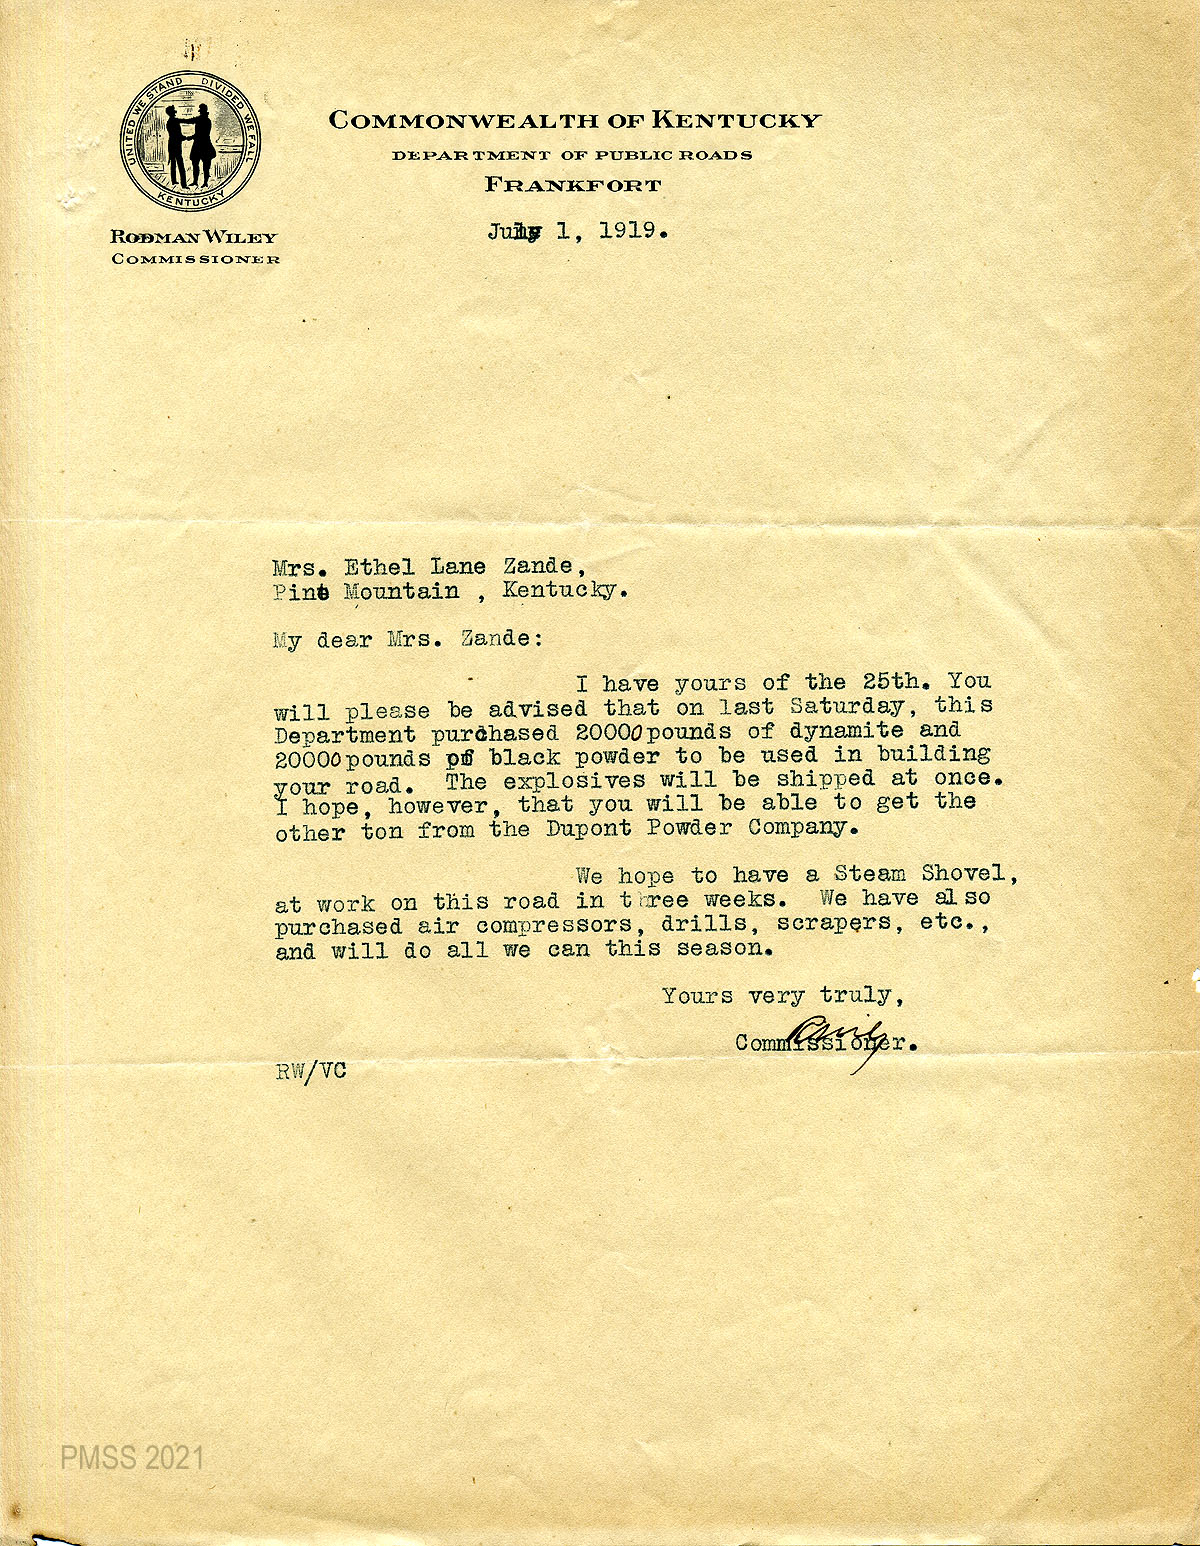 UNITED WE STAND DIVIDED WE FALL
KENTUCKY
RODMAN WILEY
COMMISSIONER
COMMONWEALTH OF KENTUCKY
DEPARTMENT OF PUBLIC ROADS
FRANKFORT
July 1, 1919.
Mrs. Ethel Lane Zande,
Pine Mountain , Kentucky.
My dear Mrs. Zande:
I have yours of the 25th. You
will please be advised that on last Saturday, this
Department purchased 20000 pounds of dynamite and
20000 pounds of black powder to be used in building
your road. The explosives will be shipped at once.
I hope, however, that you will be able to get the
other ton from the Dupont Powder Company.
We hope to have a Steam Shovel,
at work on this road in three weeks. We have also
purchased air compressors, drills, scrapers, etc.,
and will do all we can this season.
Yours very truly,
RWiley
Commissioner.
RW/VC
PMSS 2021